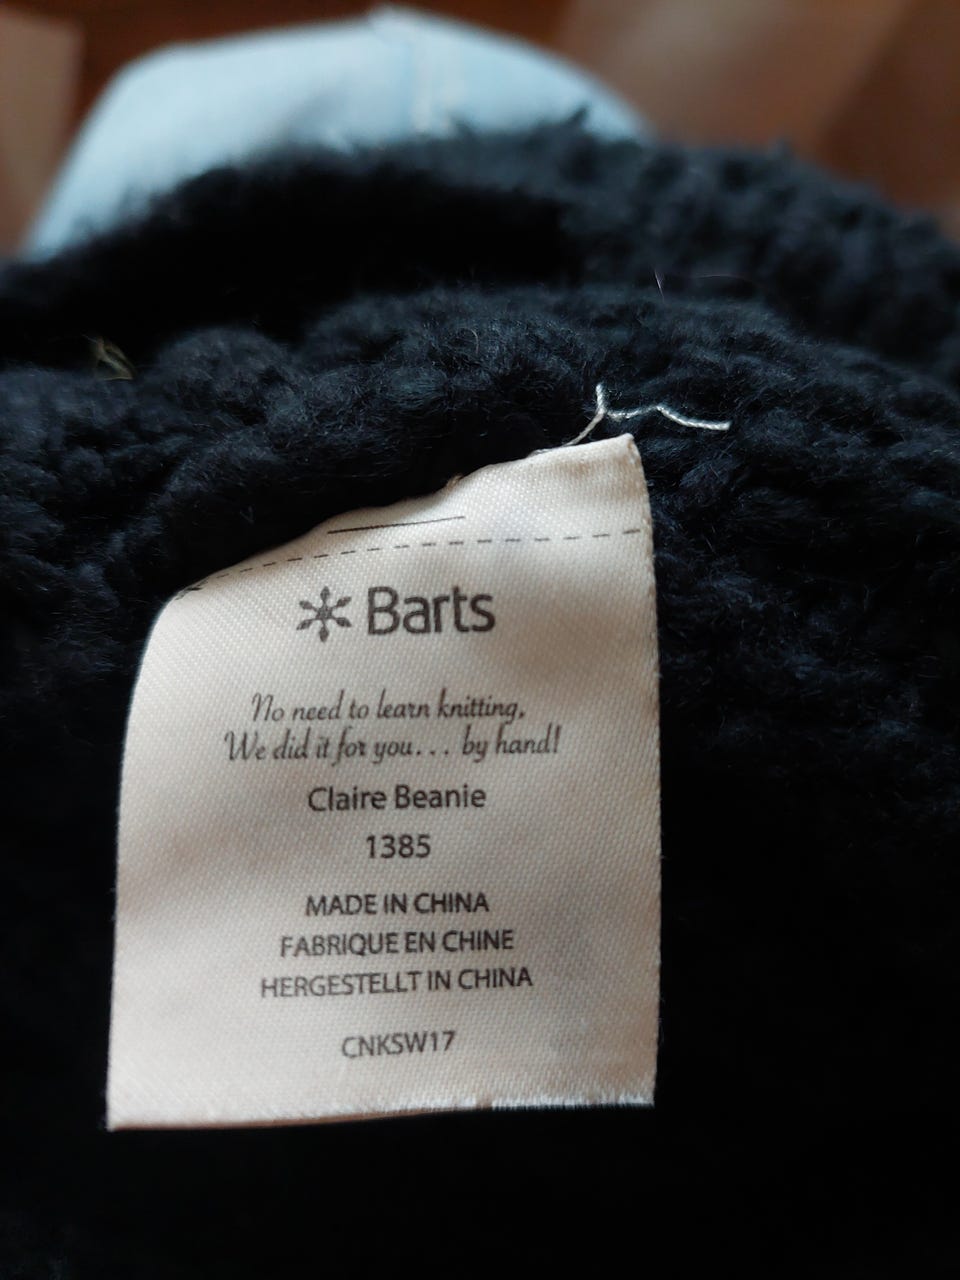 Barts
No need to learn knitting,
We did it for you... by hand!
Claire Beanie
1385
MADE IN CHINA
FABRIQUE EN CHINE
HERGESTELLT IN CHINA
CNKSW17